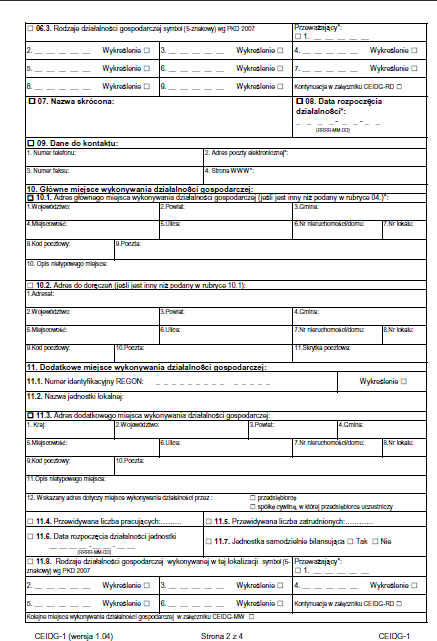 06.3. Rodzaje działalności gospodarczej symbol (5-znakowy) wg PKD 2007
Przeważający*:
1. _ _ _ _ _
2. _ _ _ _ _ Wykreślenie 3. _ _ _ _ _ Wykreślenie 4. _ _ _ _ _ Wykreślenie
5. _ _ _ _ _ Wykreślenie 6. _ _ _ _ _ Wykreślenie 7. _ _ _ _ _ Wykreślenie
8. _ _ _ _ _ Wykreślenie 9. _ _ _ _ _ Wykreślenie Kontynuacja w załączniku CEIDG-RD
07. Nazwa skrócona:
08. Data rozpoczęcia
działalności*:
_ _ _ _ - _ _ - _ _
(RRRR-MM-DD)
09. Dane do kontaktu:
1. Numer telefonu: 2. Adres poczty elektronicznej*:
3. Numer faksu: 4. Strona WWW*:
10. Główne miejsce wykonywania działalności gospodarczej:
10.1. Adres głównego miejsca wykonywania działalności gospodarczej (jeśli jest inny niż podany w rubryce 04.)*:
1.Województwo: 2.Powiat: 3.Gmina:
4.Miejscowość: 5.Ulica: 6.Nr nieruchomości/domu: 7.Nr lokalu:
8.Kod pocztowy: 9.Poczta:
10. Opis nietypowego miejsca:
10.2. Adres do doręczeń (jeśli jest inny niż podany w rubryce 10.1):
1.Adresat:
2.Województwo: 3.Powiat: 4.Gmina:
5.Miejscowość: 6.Ulica: 7.Nr nieruchomości/domu: 8.Nr lokalu:
9.Kod pocztowy: 10.Poczta: 11.Skrytka pocztowa:
11. Dodatkowe miejsce wykonywania działalności gospodarczej:
11.1. Numer identyfikacyjny REGON: _ _ _ _ _ _ _ _ _ _ _ _ _ _ Wykreślenie
11.2. Nazwa jednostki lokalnej:
11.3. Adres dodatkowego miejsca wykonywania działalności gospodarczej:
1. Kraj: 2.Województwo: 3.Powiat: 4.Gmina:
5.Miejscowość: 6.Ulica: 7.Nr nieruchomości/domu: 8.Nr lokalu:
9.Kod pocztowy: 10.Poczta:
11.Opis nietypowego miejsca:
12. Wskazany adres dotyczy miejsca wykonywania działalności przez :
przedsiębiorcę
spółkę cywilną, w której przedsiębiorca uczestniczy
11.4. Przewidywana liczba pracujących:......... 11.5. Przewidywana liczba zatrudnionych:............
11.6. Data rozpoczęcia działalności jednostki
_ _ _ _ - _ _ - _ _
(RRRR-MM-DD)
11.7. Jednostka samodzielnie bilansująca Tak Nie
11.8. Rodzaje działalności gospodarczej wykonywanej w tej lokalizacji symbol (5-
znakowy) wg PKD 2007
Przeważający*:
1. _ _ _ _ _
2. _ _ _ _ _ Wykreślenie 3. _ _ _ _ _ Wykreślenie 4. _ _ _ _ _ Wykreślenie
5. _ _ _ _ _ Wykreślenie 6. _ _ _ _ _ Wykreślenie Kontynuacja w załączniku CEIDG-RD
Kolejne miejsca wykonywania działalności gospodarczej w załączniku CEIDG-MW
CEIDG-1 (wersja 1.04) Strona 2 z 4 CEIDG-1